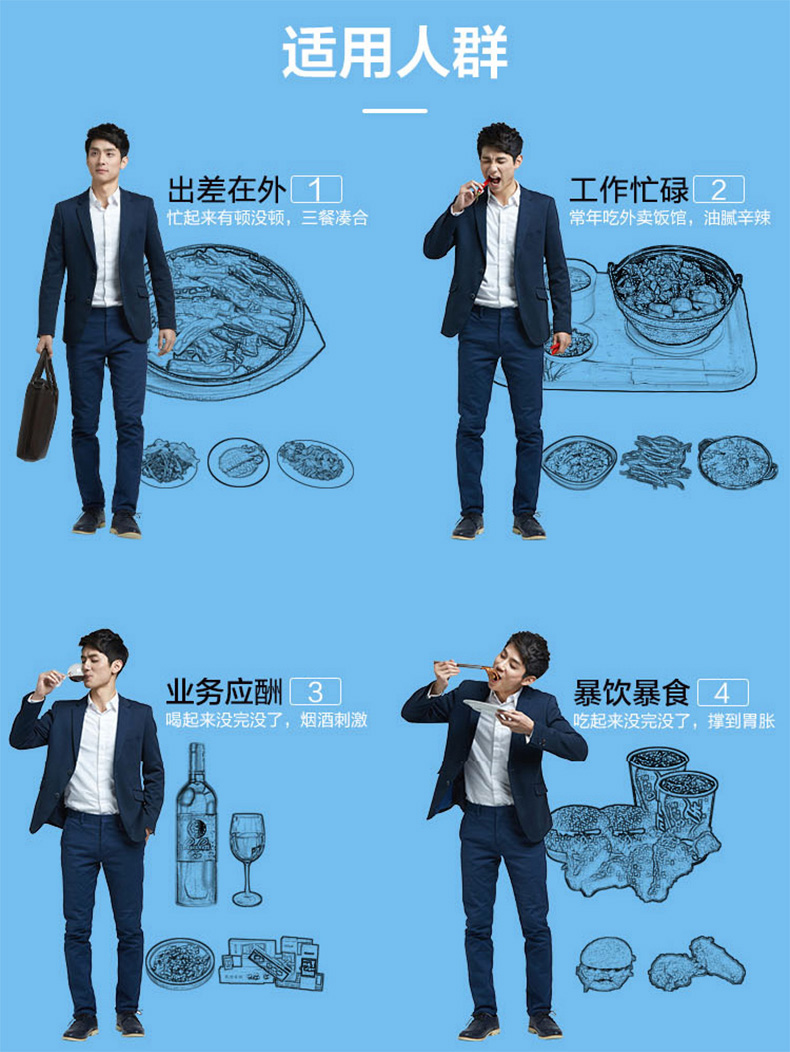 适用人群
出差在外 1
忙起来有顿没顿，三餐凑合
工作忙碌 2
常年吃外卖饭馆，油腻辛辣
业务应酬 3
喝起来没完没了，烟酒刺激
暴饮暴食 4
吃起来没完没了，撑到胃胀